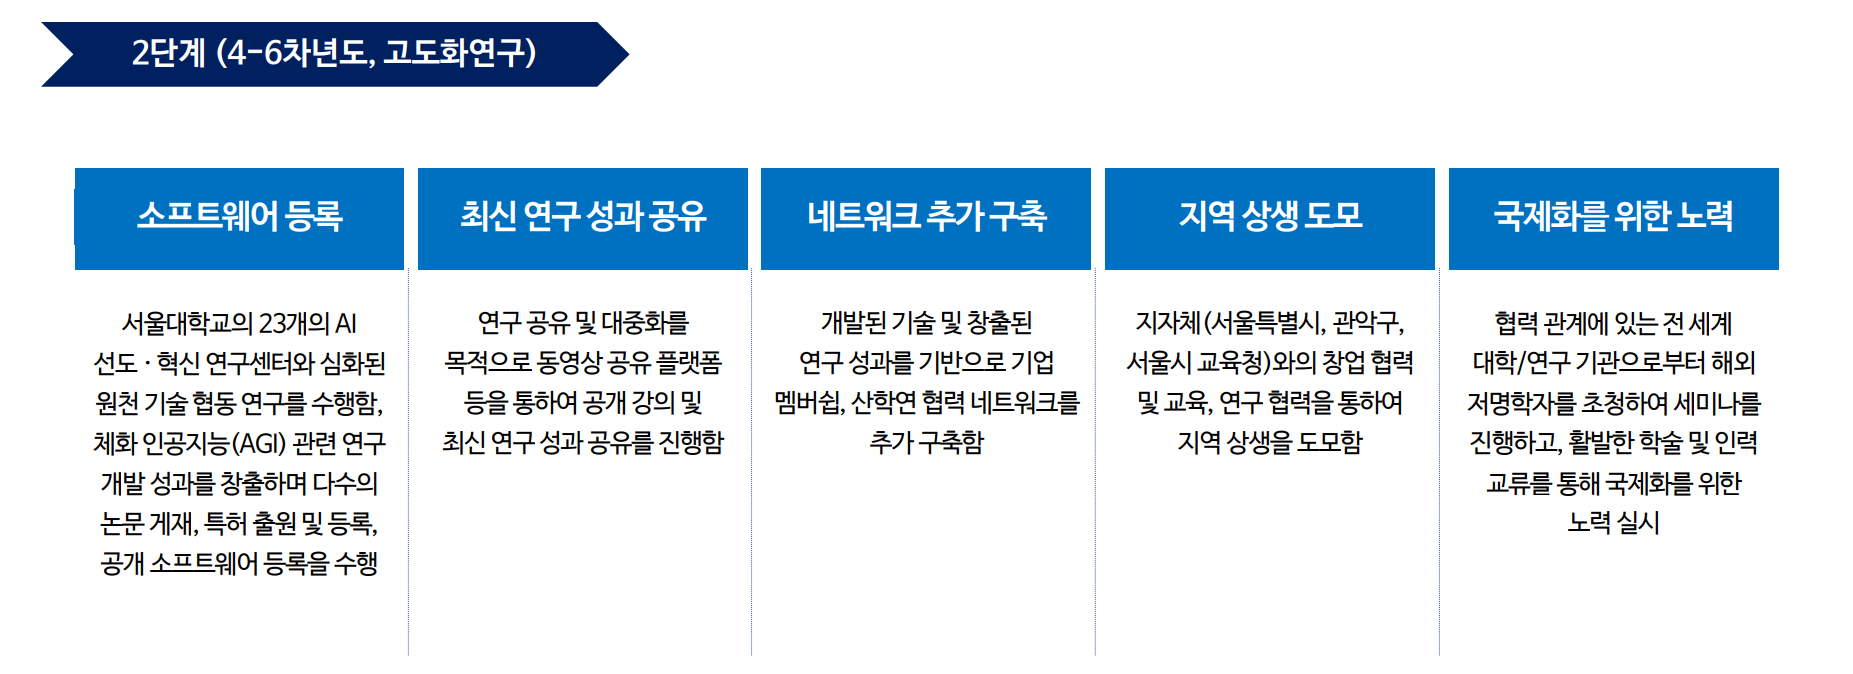 2단계 (4-6차년도, 고도화연구)
소프트웨어 등록
서울대학교의 23개의 AI
선도 · 혁신 연구센터와 심화된
원천 기술 협동 연구를 수행함,
체화 인공지능(AGI) 관련 연구
개발 성과를 창출하며 다수의
논문 게재, 특허 출원 및 등록,
공개 소프트웨어 등록을 수행
최신 연구 성과 공유
연구 공유 및 대중화를
목적으로 동영상 공유 플랫폼
등을 통하여 공개 강의 및
최신 연구 성과 공유를 진행함
네트워크 추가 구축
개발된 기술 및 창출된
연구 성과를 기반으로 기업
멤버쉽, 산학연 협력 네트워크를
추가 구축함
지역 상생 도모
지자체(서울특별시, 관악구,
서울시 교육청)와의 창업 협력
및 교육, 연구 협력을 통하여
지역 상생을 도모함
국제화를 위한 노력
협력 관계에 있는 전 세계
대학/연구 기관으로부터 해외
저명학자를 초청하여 세미나를
진행하고, 활발한 학술 및 인력
교류를 통해 국제화를 위한
노력 실시